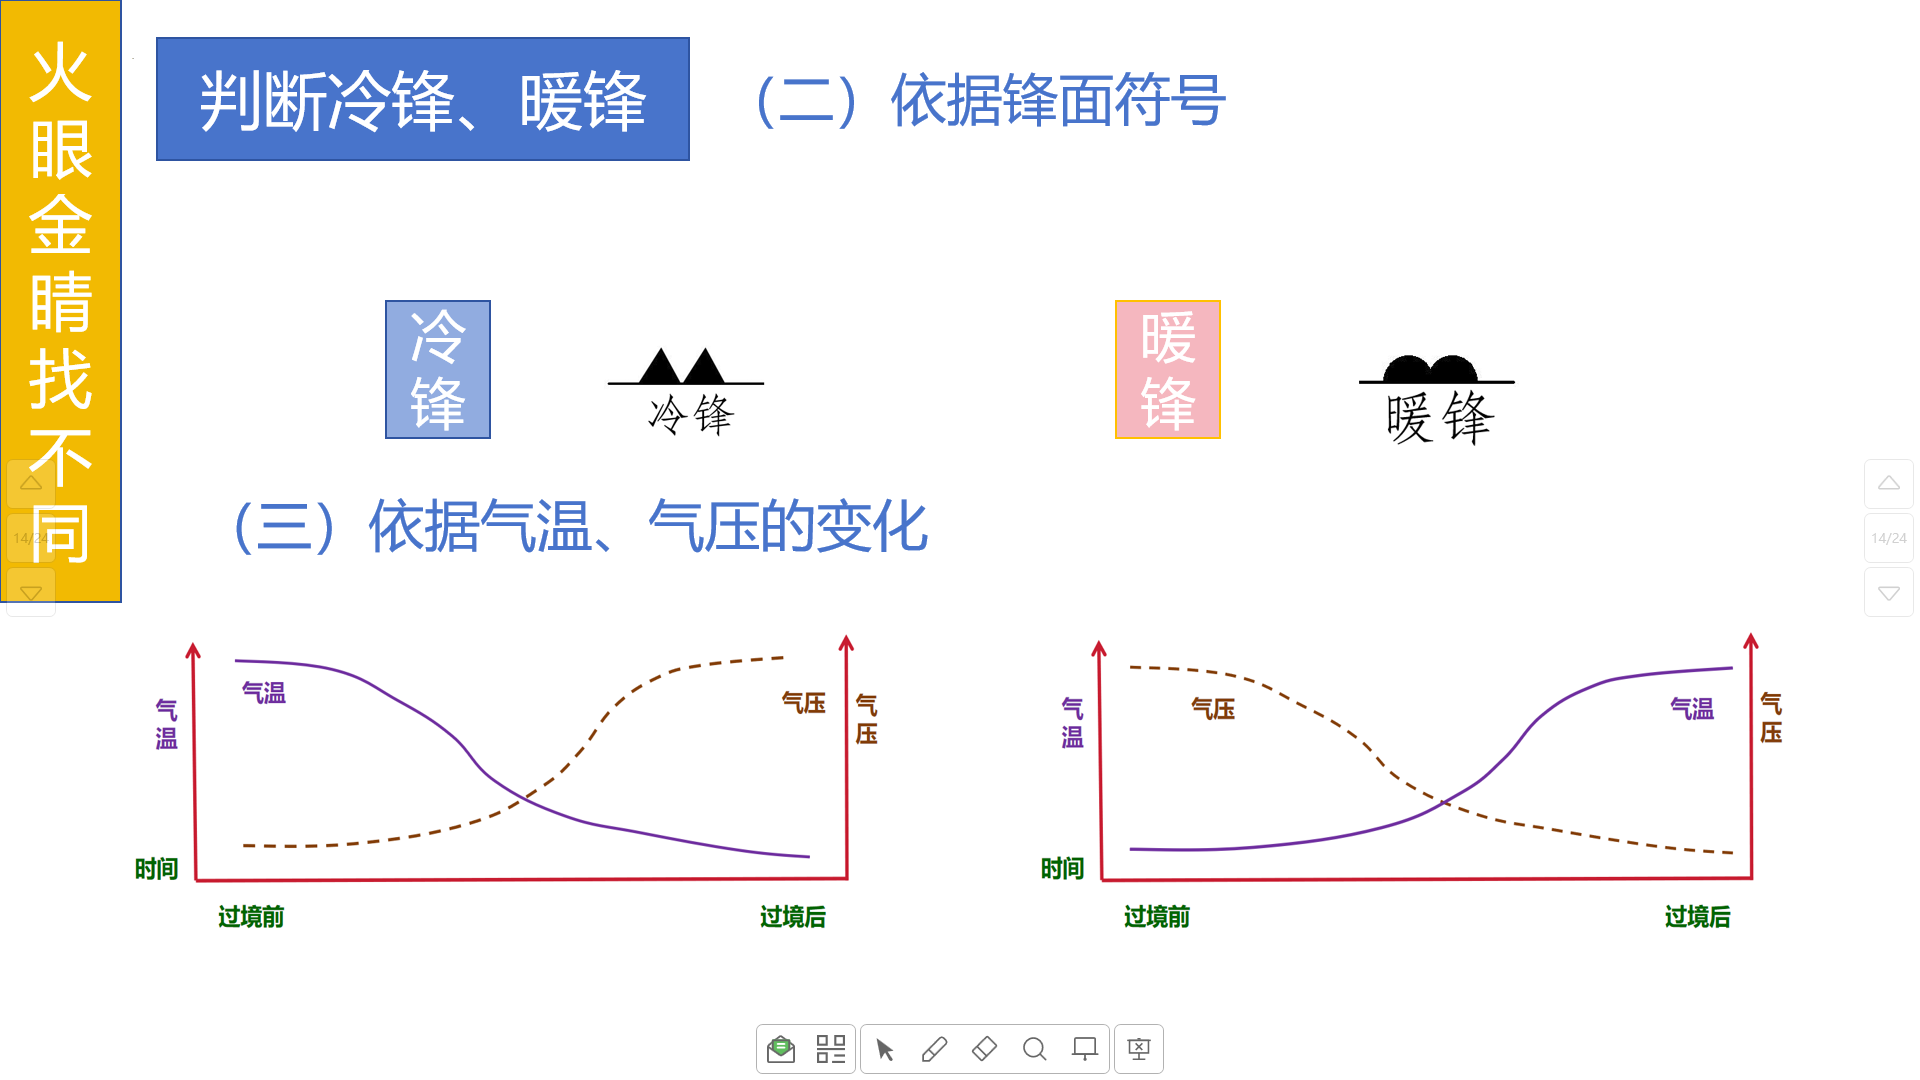 火眼金睛找不同
判断冷锋、暖锋
（二）依据锋面符号
冷锋
冷锋
暖锋
暖锋
（三）依据气温、气压的变化
14/24
14/24
气温
气温
气压
气压
时间
过境前
过境后
气温
气压
气温
气压
时间
过境前
过境后